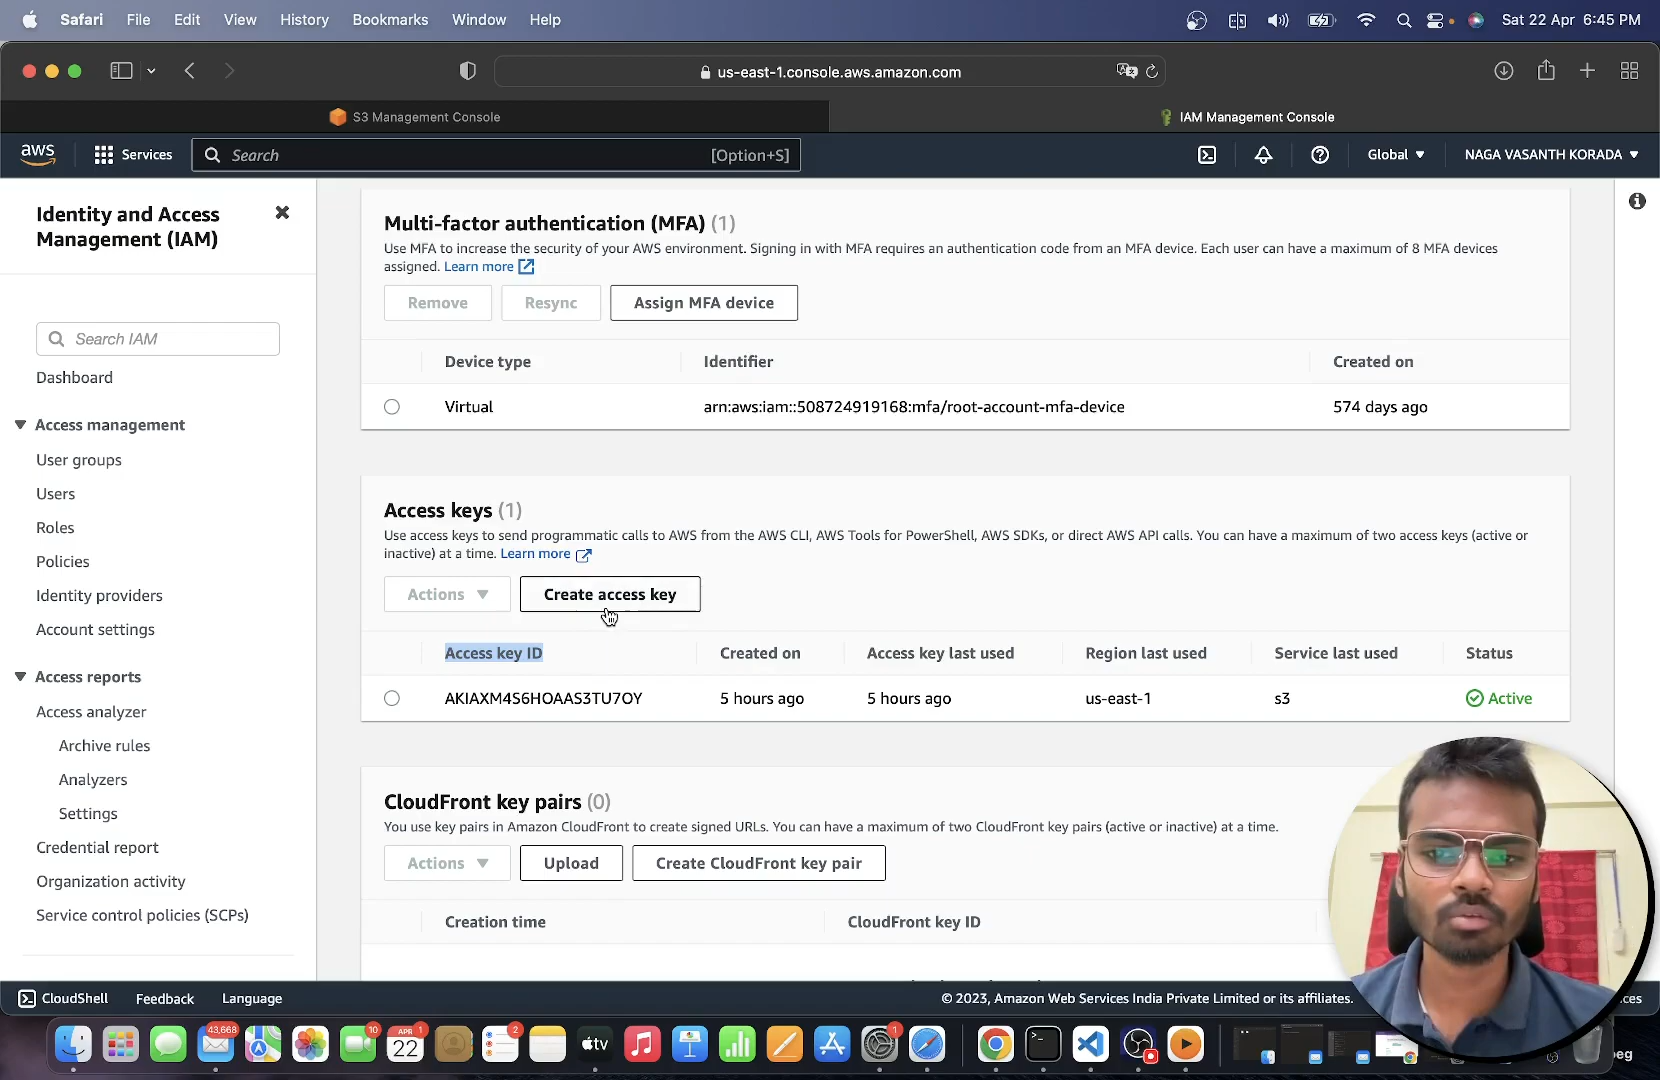 Safari File Edit View History Bookmarks Window Help Sat 22 Apr 6:45 PM
us-east-1.console.aws.amazon.com
S3 Management Console IAM Management Console
aws Services Search [Option+S] Global NAGA VASANTH KORADA
Identity and Access
Management (IAM)
Search IAM
Dashboard
Access management
User groups
Users
Roles
Policies
Identity providers
Account settings
Access reports
Access analyzer
Archive rules
Analyzers
Settings
Credential report
Organization activity
Service control policies (SCPs)
Multi-factor authentication (MFA) (1)
Use MFA to increase the security of your AWS environment. Signing in with MFA requires an authentication code from an MFA device. Each user can have a maximum of 8 MFA devices
assigned. Learn more
Remove Resync Assign MFA device
Device type Identifier Created on
Virtual arn:aws:iam::508724919168:mfa/root-account-mfa-device 574 days ago
Access keys (1)
Use access keys to send programmatic calls to AWS from the AWS CLI, AWS Tools for PowerShell, AWS SDKs, or direct AWS API calls. You can have a maximum of two access keys (active or
inactive) at a time. Learn more
Actions Create access key
Access key ID Created on Access key last used Region last used Service last used Status
AKIAXM4S6HOAAS3TU7OY 5 hours ago 5 hours ago us-east-1 s3 Active
CloudFront key pairs (0)
You use key pairs in Amazon CloudFront to create signed URLs. You can have a maximum of two CloudFront key pairs (active or inactive) at a time.
Actions Upload Create CloudFront key pair
Creation time CloudFront key ID
CloudShell Feedback Language © 2023, Amazon Web Services India Private Limited or its affiliates.
43,668 10 APR 22 1 2 tv 1